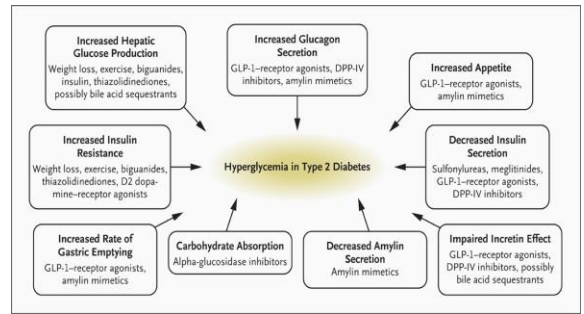 Increased Hepatic
Glucose Production
Weight loss, exercise, biguanides,
insulin, thiazolidinediones,
possibly bile acid sequestrants
Increased Glucagon
Secretion
GLP-1–receptor agonists, DPP-IV
inhibitors, amylin mimetics
Increased Appetite
GLP-1–receptor agonists,
amylin mimetics
Increased Insulin
Resistance
Weight loss, exercise, biguanides,
thiazolidinediones, D2 dopa-
mine–receptor agonists
Hyperglycemia in Type 2 Diabetes
Decreased Insulin
Secretion
Sulfonylureas, meglitinides,
GLP-1–receptor agonists,
DPP-IV inhibitors
Increased Rate of
Gastric Emptying
GLP-1–receptor agonists,
amylin mimetics
Carbohydrate Absorption
Alpha-glucosidase inhibitors
Decreased Amylin
Secretion
Amylin mimetics
Impaired Incretin Effect
GLP-1–receptor agonists,
DPP-IV inhibitors, possibly
bile acid sequestrants